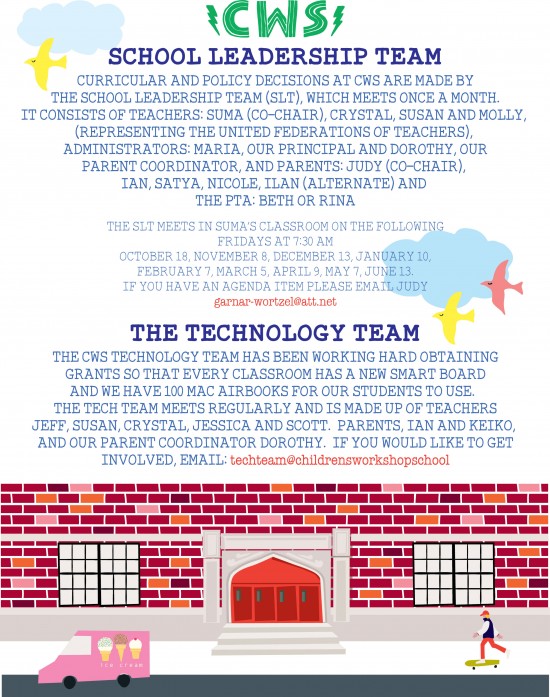 CWS
SCHOOL LEADERSHIP TEAM
CURRICULAR AND POLICY DECISIONS AT CWS ARE MADE BY
THE SCHOOL LEADERSHIP TEAM (SLT), WHICH MEETS ONCE A MONTH.
IT CONSISTS OF TEACHERS: SUMA (CO-CHAIR), CRYSTAL, SUSAN AND MOLLY,
(REPRESENTING THE UNITED FEDERATIONS OF TEACHERS),
ADMINISTRATORS: MARIA, OUR PRINCIPAL AND DOROTHY, OUR
PARENT COORDINATOR, AND PARENTS: JUDY (CO-CHAIR),
IAN, SATYA, NICOLE, ILAN (ALTERNATE) AND
THE PTA: BETH OR RINA
THE SLT MEETS IN SUMA'S CLASSROOM ON THE FOLLOWING
FRIDAYS AT 7:30 AM
OCTOBER 18, NOVEMBER 8, DECEMBER 13, JANUARY 10,
FEBRUARY 7, MARCH 5, APRIL 9, MAY 7, JUNE 13.
IF YOU HAVE AN AGENDA ITEM PLEASE EMAIL JUDY
garnar-wortzel@att.net
THE TECHNOLOGY TEAM
THE CWS TECHNOLOGY TEAM HAS BEEN WORKING HARD OBTAINING
GRANTS SO THAT EVERY CLASSROOM HAS A NEW SMART BOARD
AND WE HAVE 100 MAC AIRBOOKS FOR OUR STUDENTS TO USE.
THE TECH TEAM MEETS REGULARLY AND IS MADE UP OF TEACHERS
JEFF, SUSAN, CRYSTAL, JESSICA AND SCOTT. PARENTS, IAN AND KEIKO,
AND OUR PARENT COORDINATOR DOROTHY. IF YOU WOULD LIKE TO GET
INVOLVED, EMAIL: techteam@childrensworkshopschool
ice cream